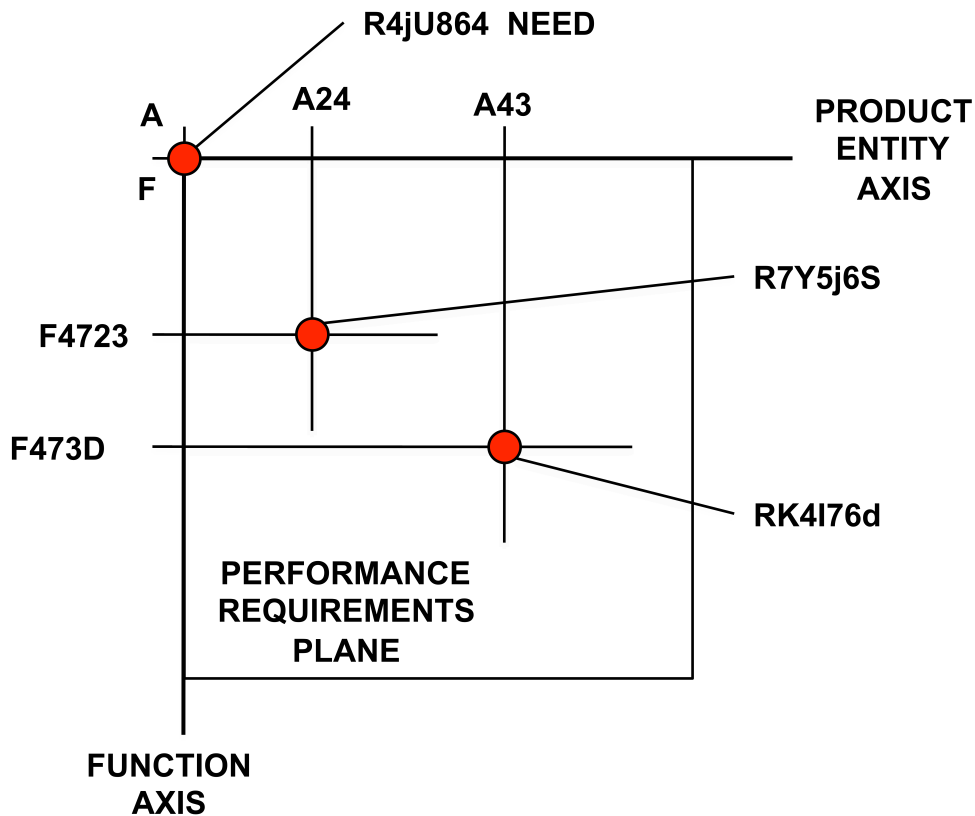 R4jU864 NEED
A
A24
A43
PRODUCT
ENTITY
AXIS
F
R7Y5j6S
F4723
F473D
RK4I76d
PERFORMANCE
REQUIREMENTS
PLANE
FUNCTION
AXIS